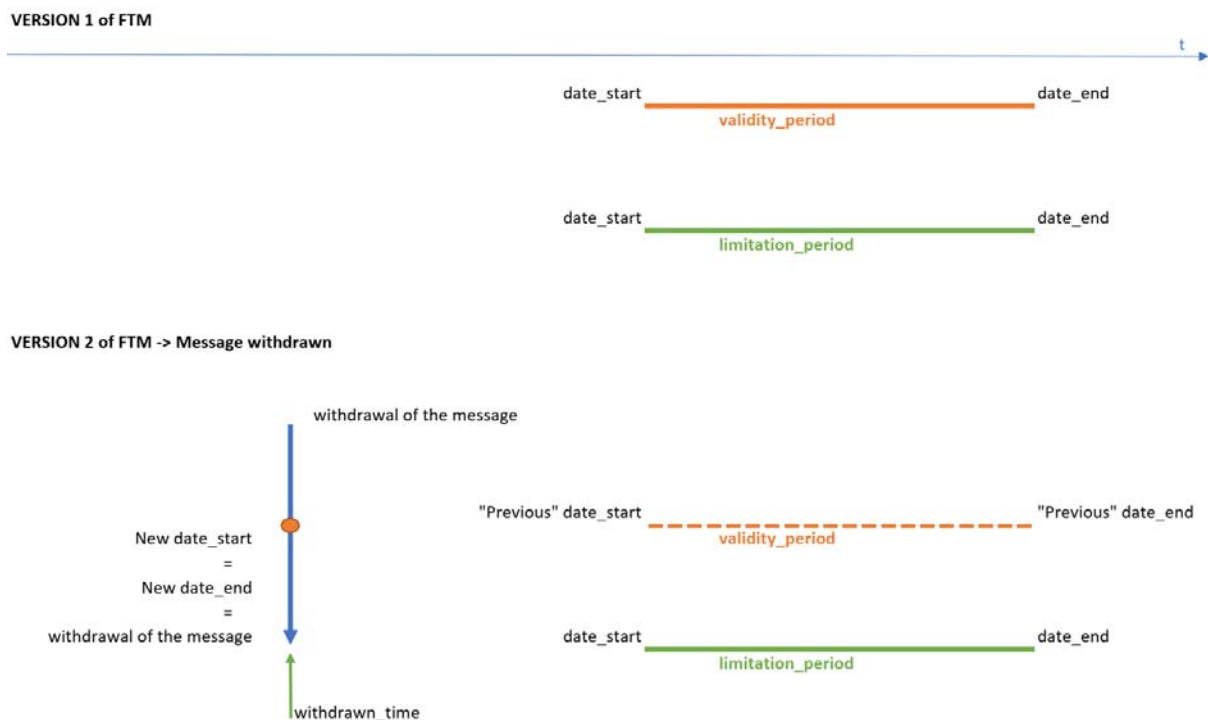 VERSION 1 of FTM
t
date_start
date_end
validity_period
date_start
date_end
limitation_period
VERSION 2 of FTM -> Message withdrawn
withdrawal of the message
"Previous" date_start
"Previous" date_end
validity_period
New date_start
=
New date_end
=
withdrawal of the message
date_start
date_end
limitation_period
withdrawn_time